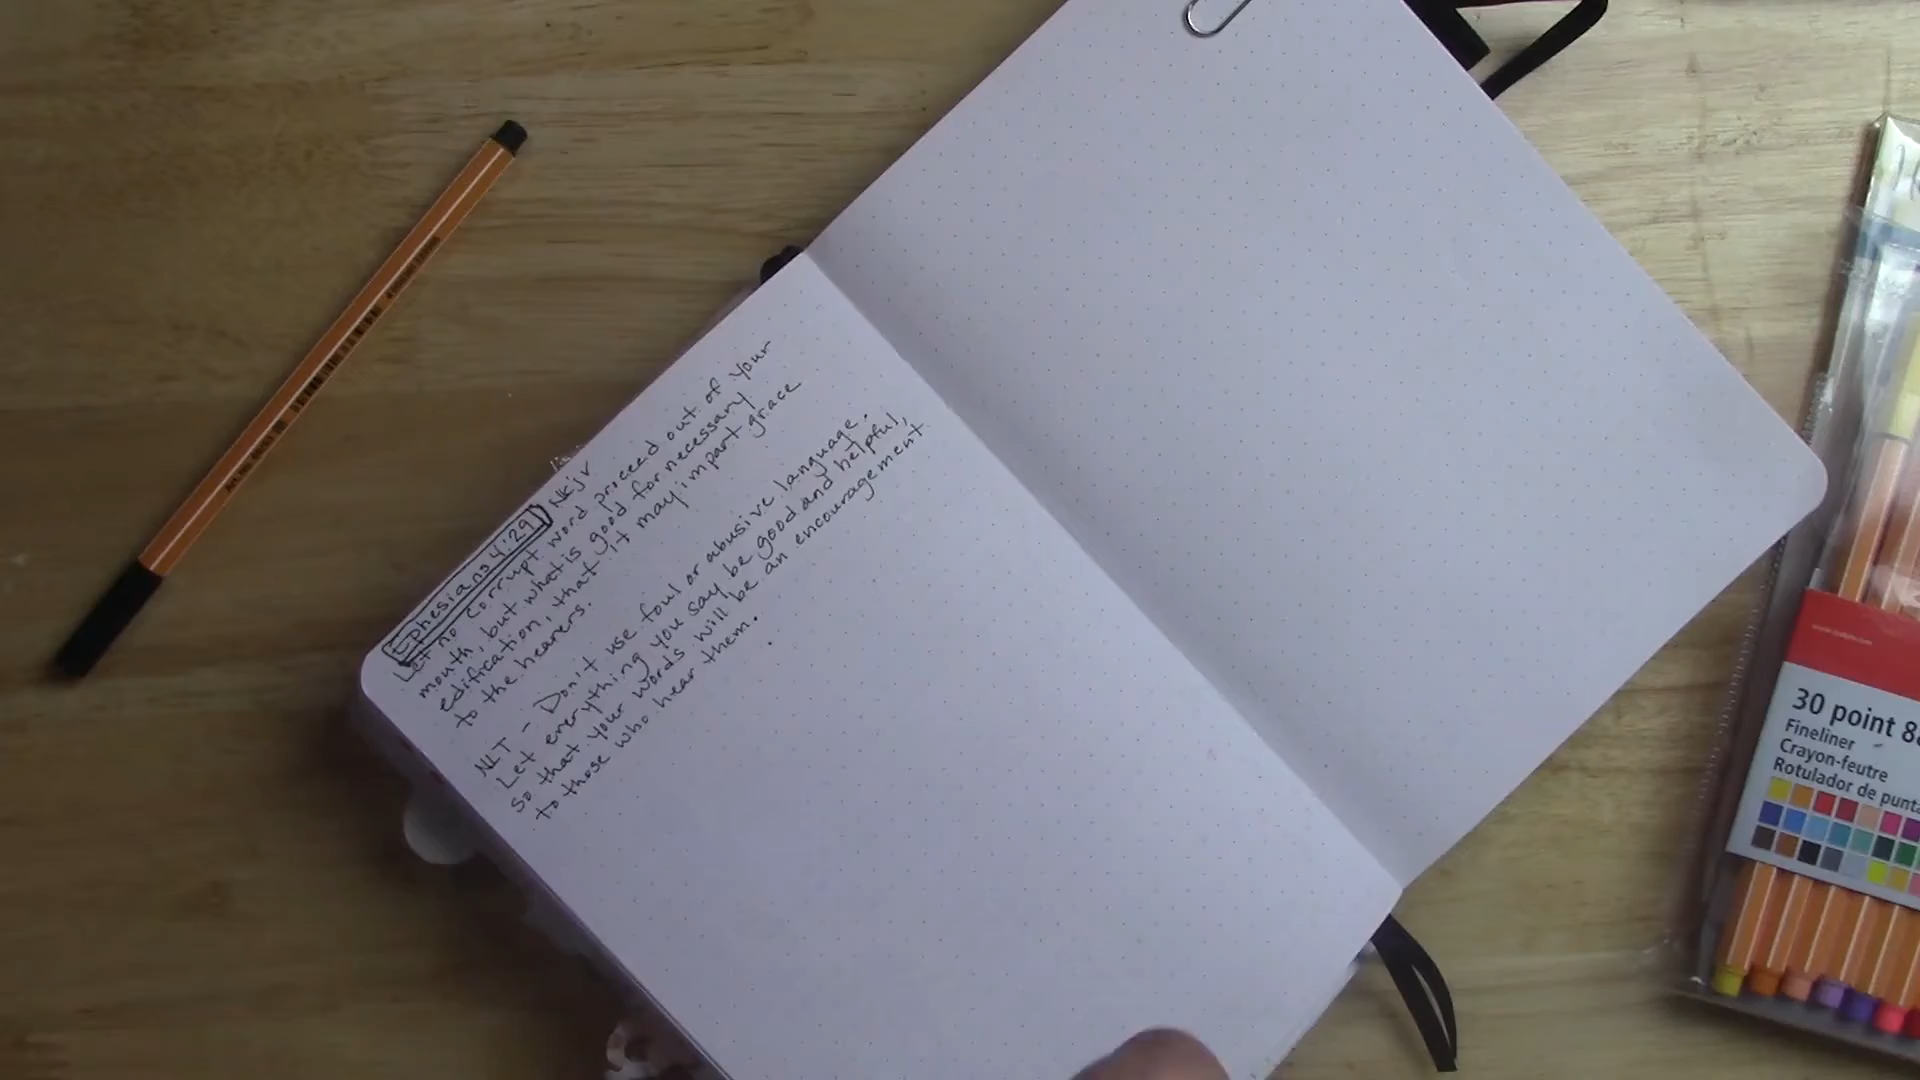 Ephesians 4:29 NKJV
Let no corrupt word proceed out of your
mouth, but what is good for necessary
edification, that it may impart grace
to the hearers.
NLT - Don't use foul or abusive language.
Let everything you say be good and helpful,
so that your words will be an encouragement
to those who hear them.
30 point 88
Fineliner
Crayon-feutre
Rotulador de punta